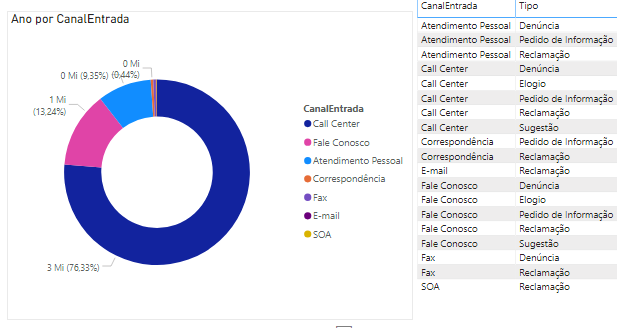 Ano por CanalEntrada
0 Mi
(0,44%)
0 Mi (9,35%)
1 Mi
(13,24%)
3 Mi (76,33%)
CanalEntrada
Call Center
Fale Conosco
Atendimento Pessoal
Correspondência
Fax
E-mail
SOA
CanalEntrada Tipo
Atendimento Pessoal Denúncia
Atendimento Pessoal Pedido de Informação
Atendimento Pessoal Reclamação
Call Center Denúncia
Call Center Elogio
Call Center Pedido de Informação
Call Center Reclamação
Call Center Sugestão
Correspondência Pedido de Informação
Correspondência Reclamação
E-mail Reclamação
Fale Conosco Denúncia
Fale Conosco Elogio
Fale Conosco Pedido de Informação
Fale Conosco Reclamação
Fale Conosco Sugestão
Fax Denúncia
Fax Reclamação
SOA Reclamação